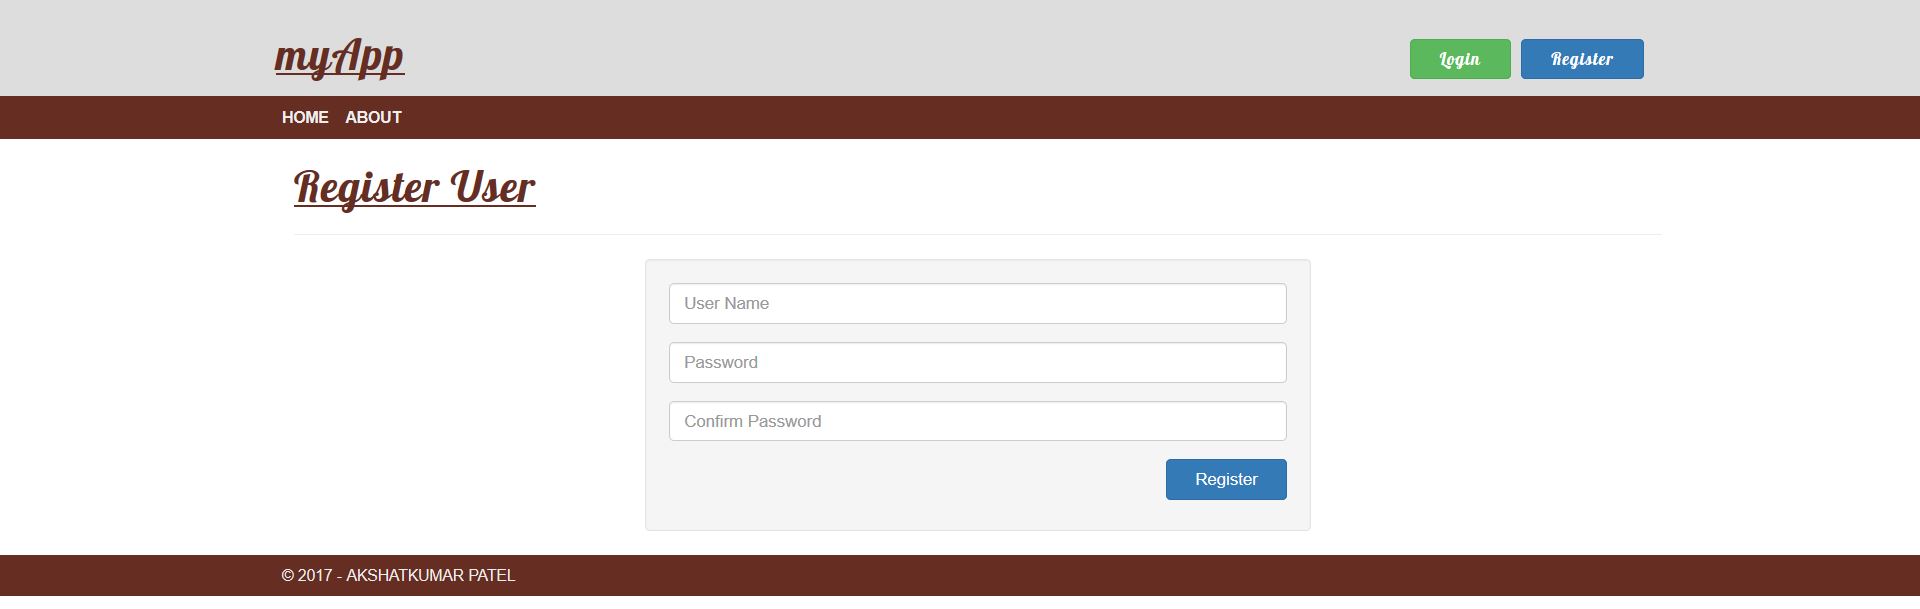 myApp
Login Register
HOME ABOUT
Register User
User Name
Password
Confirm Password
Register
© 2017 - AKSHATKUMAR PATEL